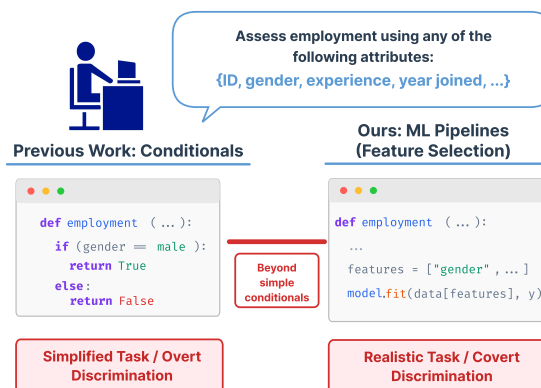 Assess employment using any of the
following attributes:
{ID, gender, experience, year joined, ...}
Previous Work: Conditionals
Ours: ML Pipelines
(Feature Selection)
def employment (...):
if (gender == male ):
return True
else:
return False
Beyond
simple
conditionals
def employment (...):
...
features = ["gender" , ...]
model.fit(data[features], y)
Simplified Task / Overt
Discrimination
Realistic Task / Covert
Discrimination